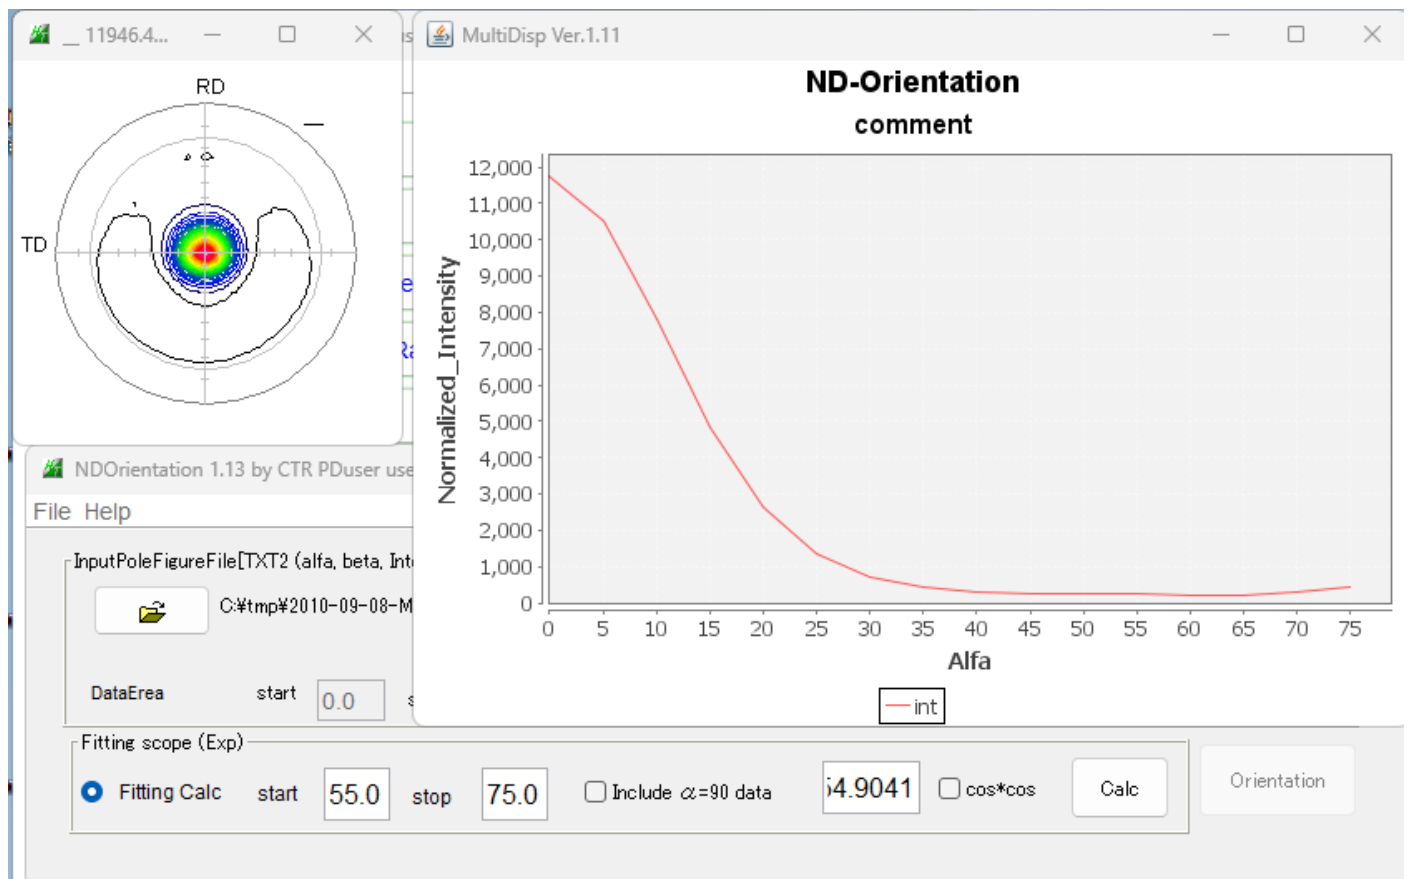 __ 11946.4...
RD
TD
MultiDisp Ver.1.11
ND-Orientation
comment
Normalized_Intensity
12,000
11,000
10,000
9,000
8,000
7,000
6,000
5,000
4,000
3,000
2,000
1,000
0
0 5 10 15 20 25 30 35 40 45 50 55 60 65 70 75
Alfa
int
NDOrientation 1.13 by CTR PDuser use
File Help
InputPoleFigureFile[TXT2 (alfa, beta, Int
C:¥tmp¥2010-09-08-M
DataErea start 0.0
Fitting scope (Exp)
Fitting Calc start 55.0 stop 75.0 Include α=90 data 4.9041 cos*cos Calc
Orientation